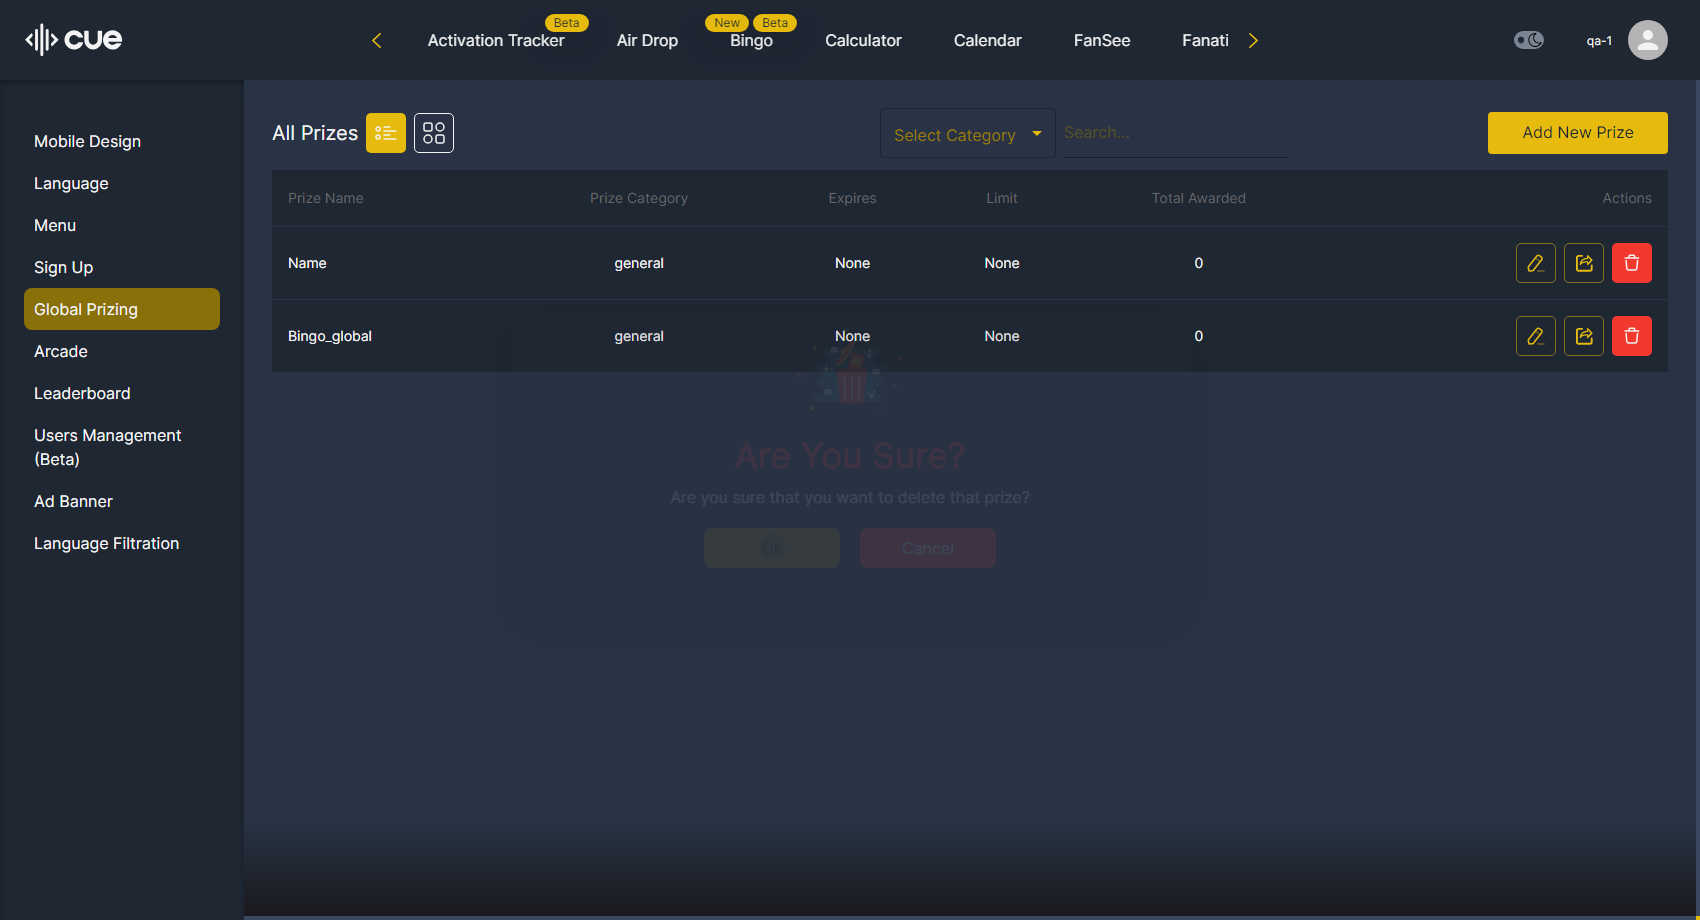 cue
Beta
New
Beta
Activation Tracker
Air Drop
Bingo
Calculator
Calendar
FanSee
Fanati
qa-1
Mobile Design
Language
Menu
Sign Up
Global Prizing
Arcade
Leaderboard
Users Management
(Beta)
Ad Banner
Language Filtration
All Prizes
Select Category
Search...
Add New Prize
Prize Name Prize Category Expires Limit Total Awarded Actions
Name general None None 0
Bingo_global general None None 0
Are You Sure?
Are you sure that you want to delete that prize?
Ok Cancel